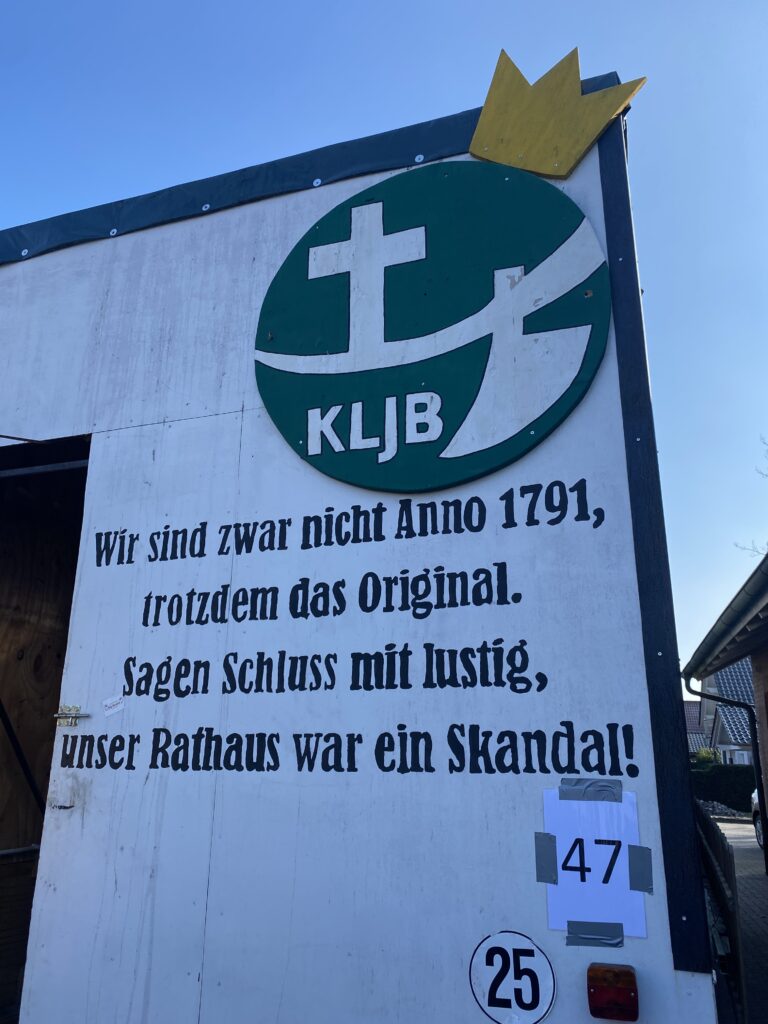 KLJB
Wir sind zwar nicht Anno 1791,
trotzdem das Original.
Sagen Schluss mit lustig,
unser Rathaus war ein Skandal!
47
25